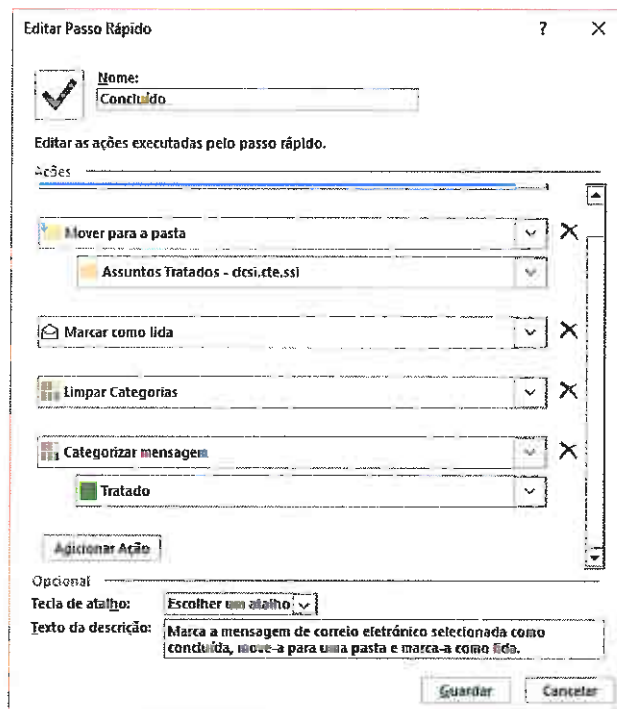 Editar Passo Rápido ? ×
Nome:
Concluído
Editar as ações executadas pelo passo rápido.
Ações
Mover para a pasta
Assuntos Tratados - dcsi.cte.ssi
Marcar como lida
Limpar Categorias
Categorizar mensagem
Tratado
Adicionar Ação
Opcional
Tecla de atalho: Escolher um atalho
Texto da descrição: Marca a mensagem de correio eletrónico selecionada como
concluída, move-a para uma pasta e marca-a como lida.
Guardar Cancelar